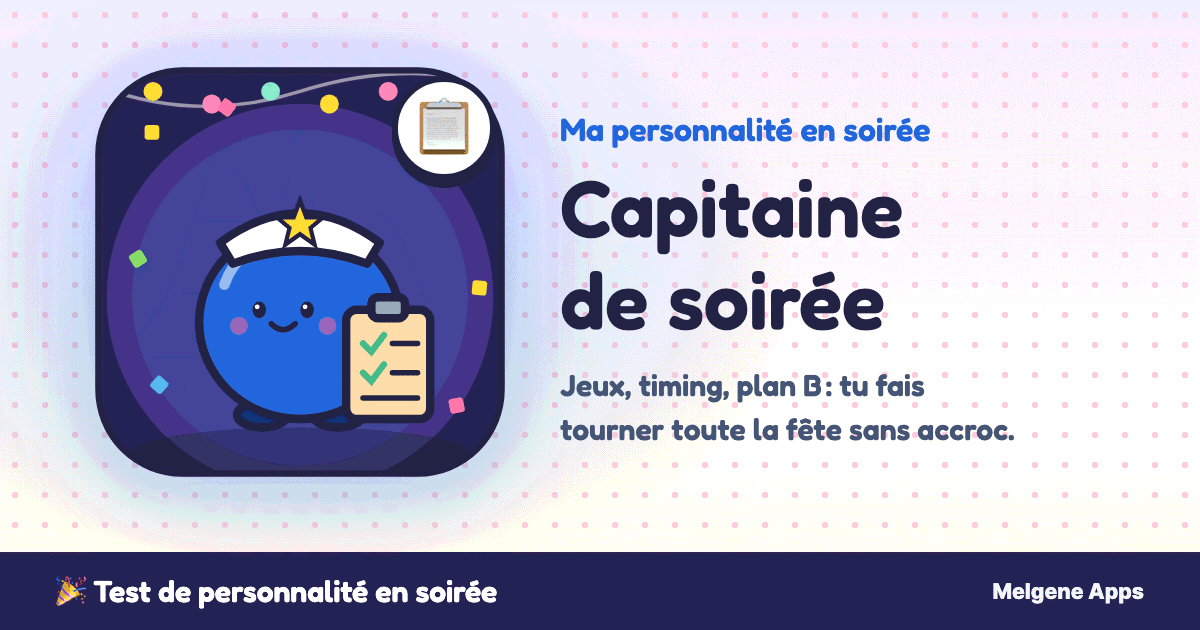 Ma personnalité en soirée
Capitaine
de soirée
Jeux, timing, plan B : tu fais
tourner toute la fête sans accroc.
🎉 Test de personnalité en soirée
Melgene Apps